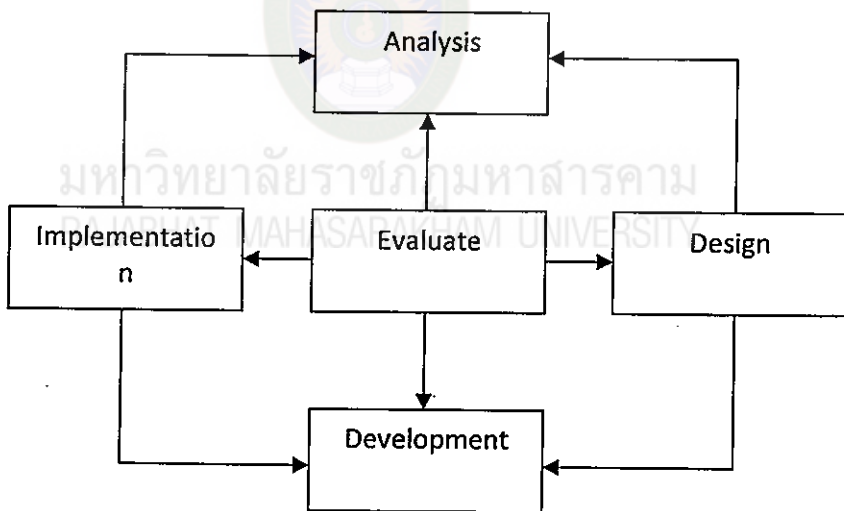 Analysis
มหาวิทยาลัยราชภัฏมหาสารคาม
RAJABHAT MAHASARAKHAM UNIVERSITY
Implementatio
n
Evaluate
Design
Development